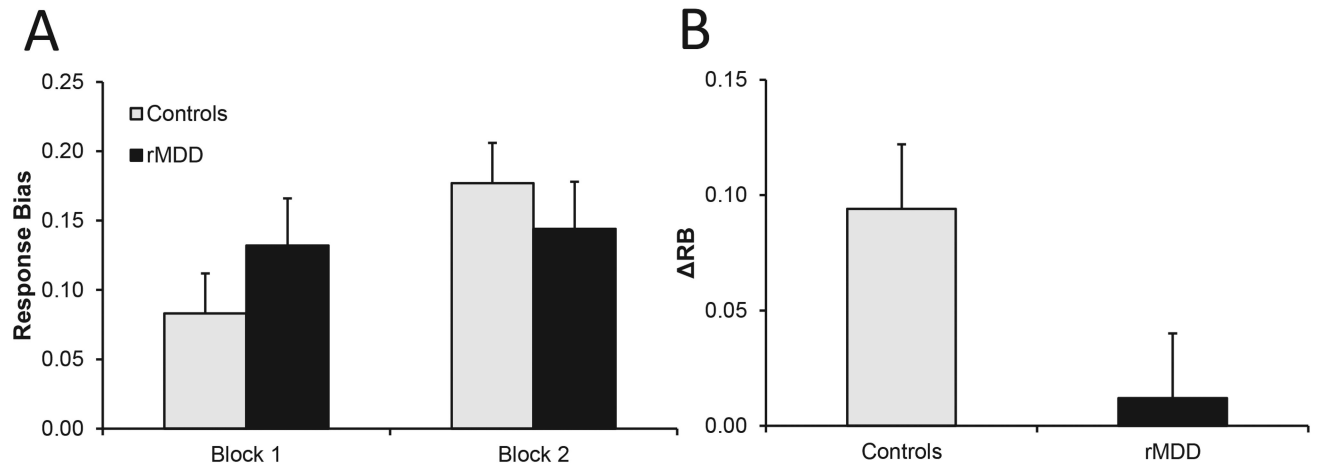 A
Response Bias
0.25
0.20
0.15
0.10
0.05
0.00
Controls
rMDD
Block 1
Block 2
B
ΔRB
0.15
0.10
0.05
0.00
Controls
rMDD